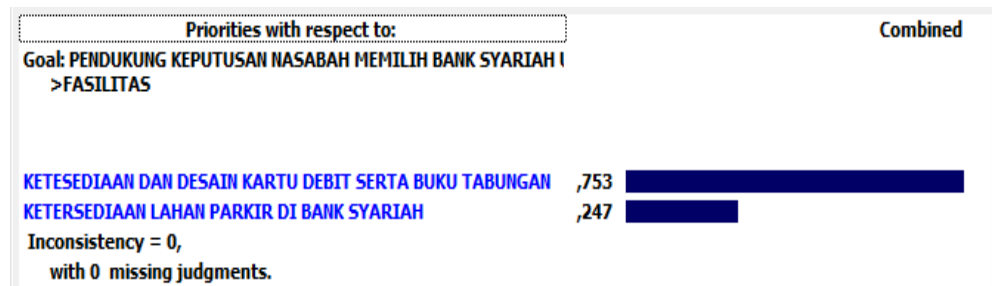 Priorities with respect to: Combined
Goal: PENDUKUNG KEPUTUSAN NASABAH MEMILIH BANK SYARIAH
>FASILITAS
KETESEDIAAN DAN DESAIN KARTU DEBIT SERTA BUKU TABUNGAN ,753
KETERSEDIAAN LAHAN PARKIR DI BANK SYARIAH ,247
Inconsistency = 0,
with 0 missing judgments.